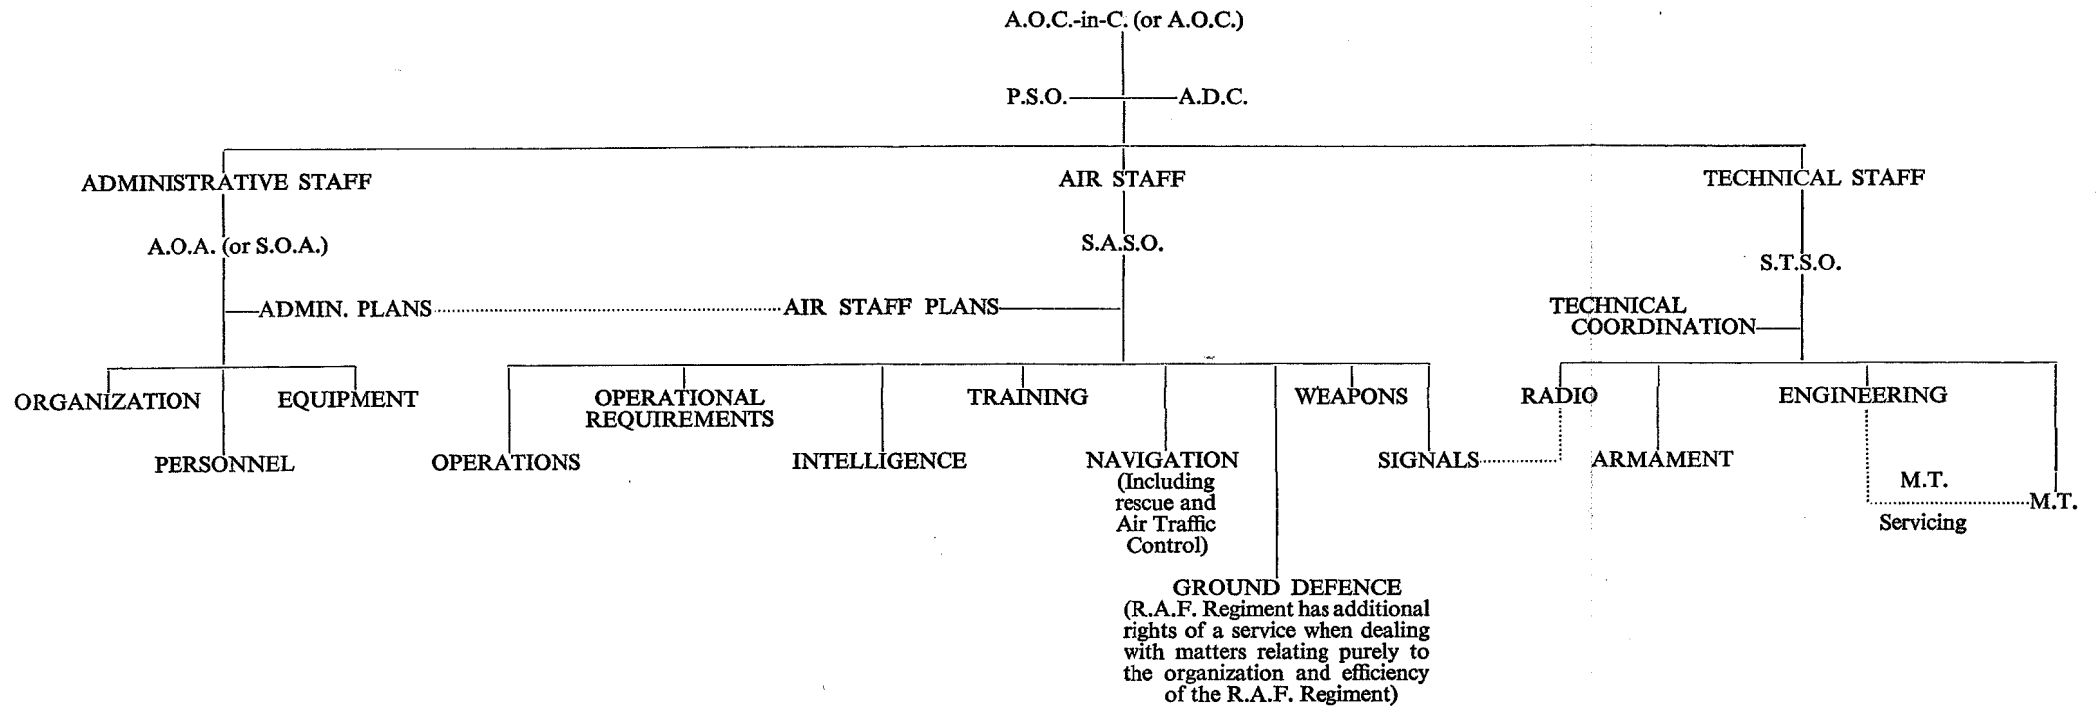 A.O.C.-in-C. (or A.O.C.)
P.S.O. A.D.C.
ADMINISTRATIVE STAFF
AIR STAFF
TECHNICAL STAFF
A.O.A. (or S.O.A.)
S.A.S.O.
S.T.S.O.
ADMIN. PLANS
AIR STAFF PLANS
TECHNICAL
COORDINATION
ORGANIZATION
EQUIPMENT
PERSONNEL
OPERATIONAL
REQUIREMENTS
TRAINING
WEAPONS
OPERATIONS
INTELLIGENCE
NAVIGATION
(Including
rescue and
Air Traffic
Control)
SIGNALS
GROUND DEFENCE
(R.A.F. Regiment has additional
rights of a service when dealing
with matters relating purely to
the organization and efficiency
of the R.A.F. Regiment)
RADIO
ENGINEERING
ARMAMENT
M.T.
Servicing
M.T.